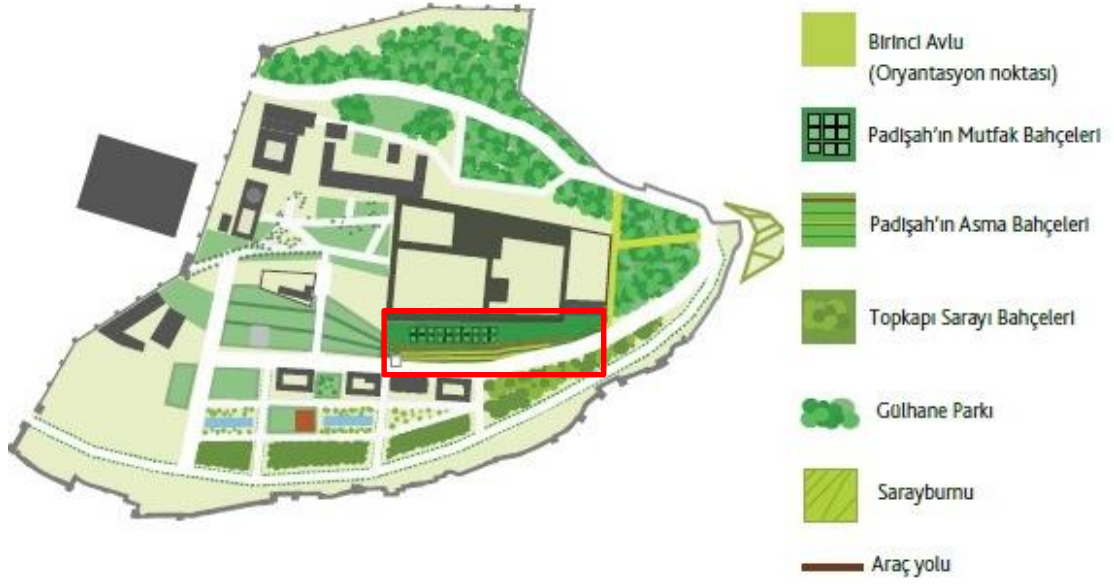 Birinci Avlu
(Oryantasyon noktası)
Padişah'ın Mutfak Bahçeleri
Padişah'ın Asma Bahçeleri
Topkapı Sarayı Bahçeleri
Gülhane Parkı
Sarayburnu
Araç yolu